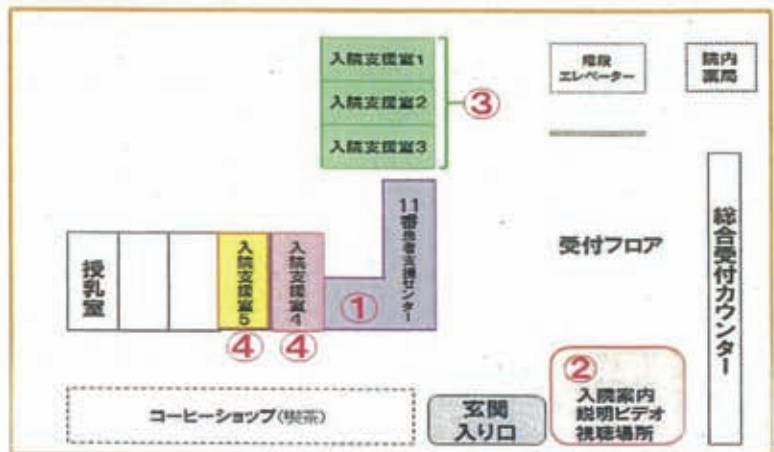 入院支援室1
入院支援室2
入院支援室3
③
階段
エレベーター
院内
薬局
11番患者支援センター
①
授乳室
入院支援室5
④
入院支援室4
④
受付フロア
総合受付カウンター
②
入院案内
説明ビデオ
視聴場所
コーヒーショップ(喫茶)
玄関
入り口